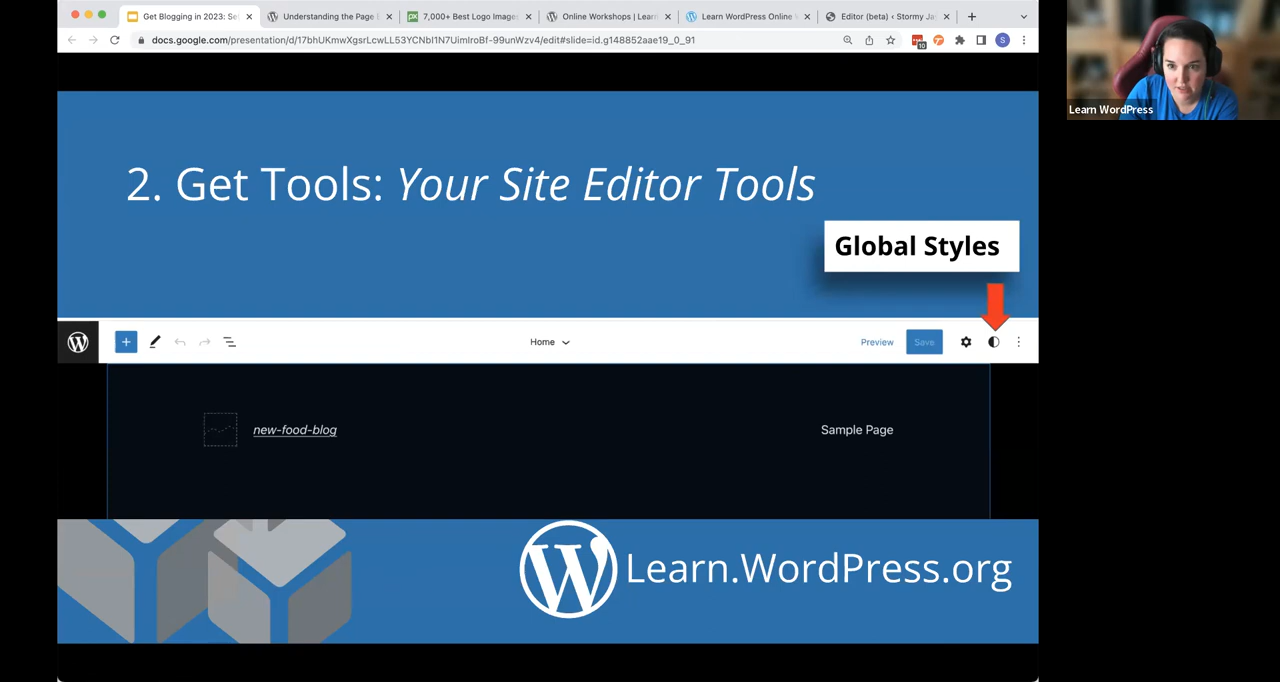 Get Blogging in 2023: Se
Understanding the Page E
7,000+ Best Logo Images
Online Workshops | Learn
Learn WordPress Online
Editor (beta) ‹ Stormy Ja
docs.google.com/presentation/d/17bhUKmwXgsrLcwLL53YCNbI1N7UimIroBf-99unWzv4/edit#slide=id.g148852aae19_0_91
10
S
Learn WordPress
2. Get Tools: Your Site Editor Tools
Global Styles
Home
Preview
Save
new-food-blog
Sample Page
Learn.WordPress.org